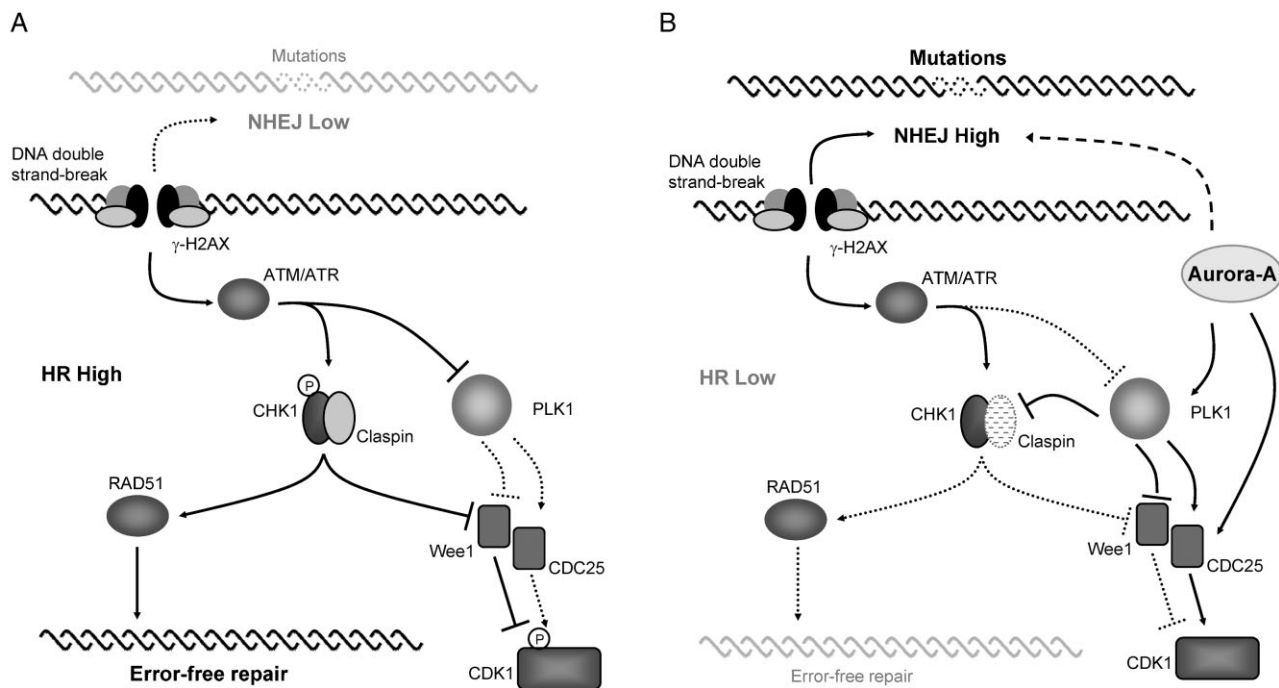 A
Mutations
NHEJ Low
DNA double
strand-break
γ-H2AX
ATM/ATR
HR High
P
CHK1
Claspin
PLK1
RAD51
Wee1
CDC25
P
CDK1
Error-free repair
B
Mutations
NHEJ High
DNA double
strand-break
γ-H2AX
Aurora-A
ATM/ATR
HR Low
PLK1
CHK1
Claspin
RAD51
Wee1
CDC25
CDK1
Error-free repair